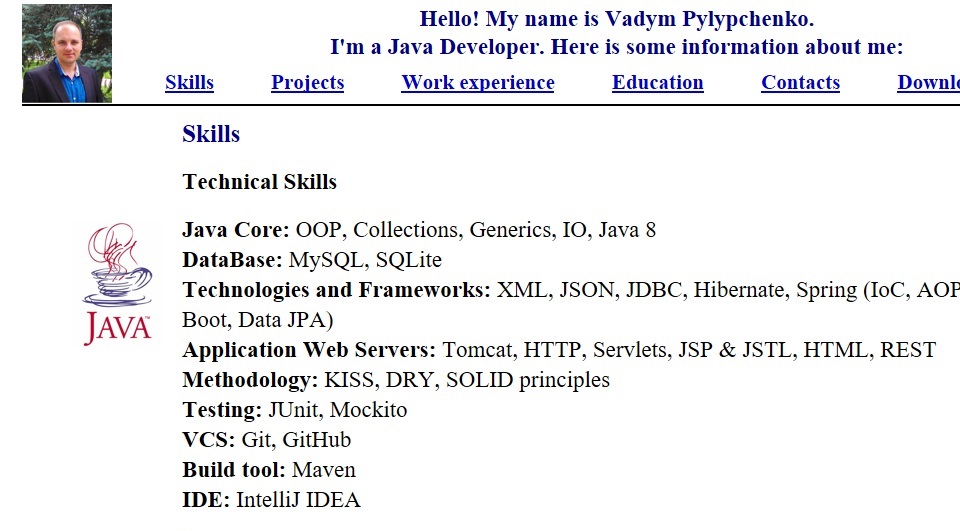 Hello! My name is Vadym Pylypchenko.
I'm a Java Developer. Here is some information about me:
Skills Projects Work experience Education Contacts Downlo
Skills
Technical Skills
JAVA™
Java Core: OOP, Collections, Generics, IO, Java 8
DataBase: MySQL, SQLite
Technologies and Frameworks: XML, JSON, JDBC, Hibernate, Spring (IoC, AOP
Boot, Data JPA)
Application Web Servers: Tomcat, HTTP, Servlets, JSP & JSTL, HTML, REST
Methodology: KISS, DRY, SOLID principles
Testing: JUnit, Mockito
VCS: Git, GitHub
Build tool: Maven
IDE: IntelliJ IDEA